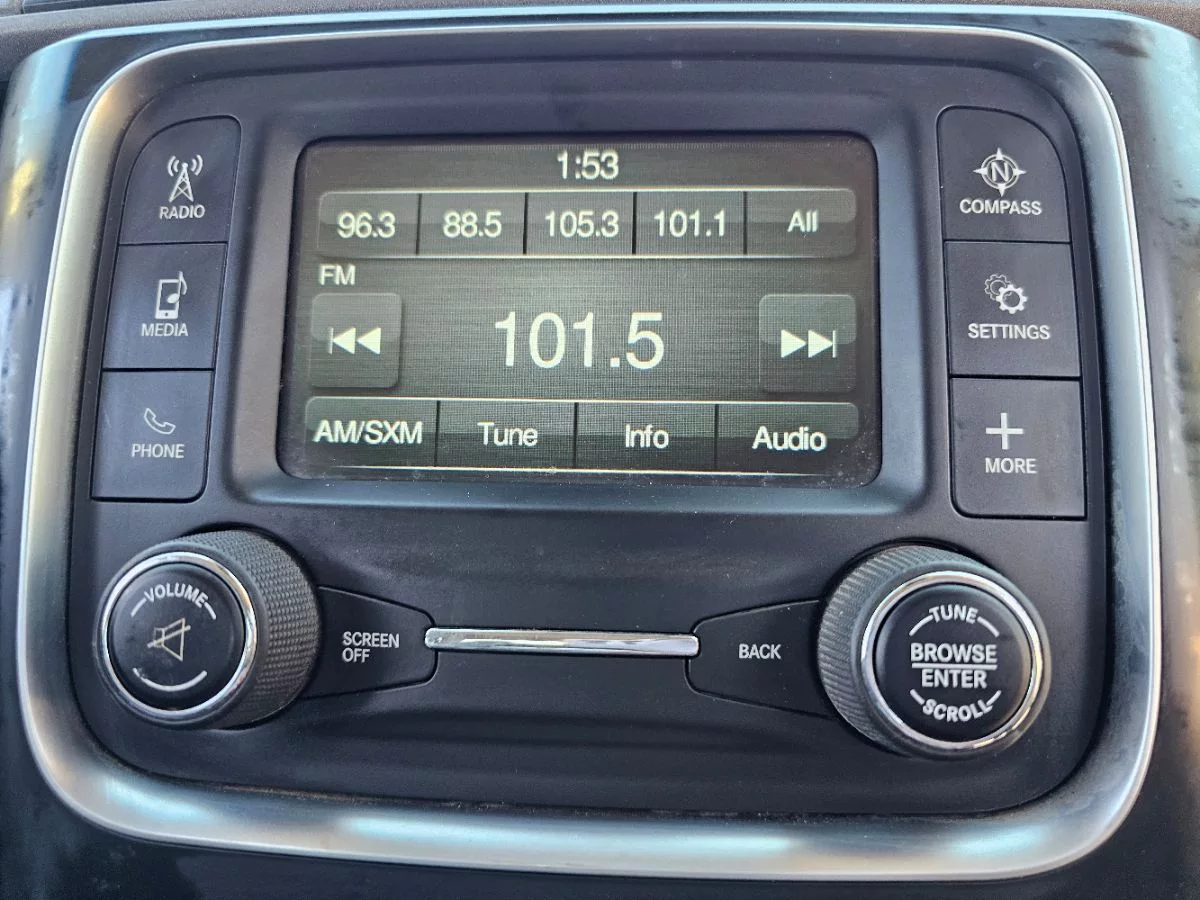 1:53
96.3 88.5 105.3 101.1 All
FM
101.5
AM/SXM Tune Info Audio
RADIO
MEDIA
PHONE
N
COMPASS
SETTINGS
MORE
VOLUME
SCREEN
OFF
BACK
TUNE
BROWSE
ENTER
SCROLL